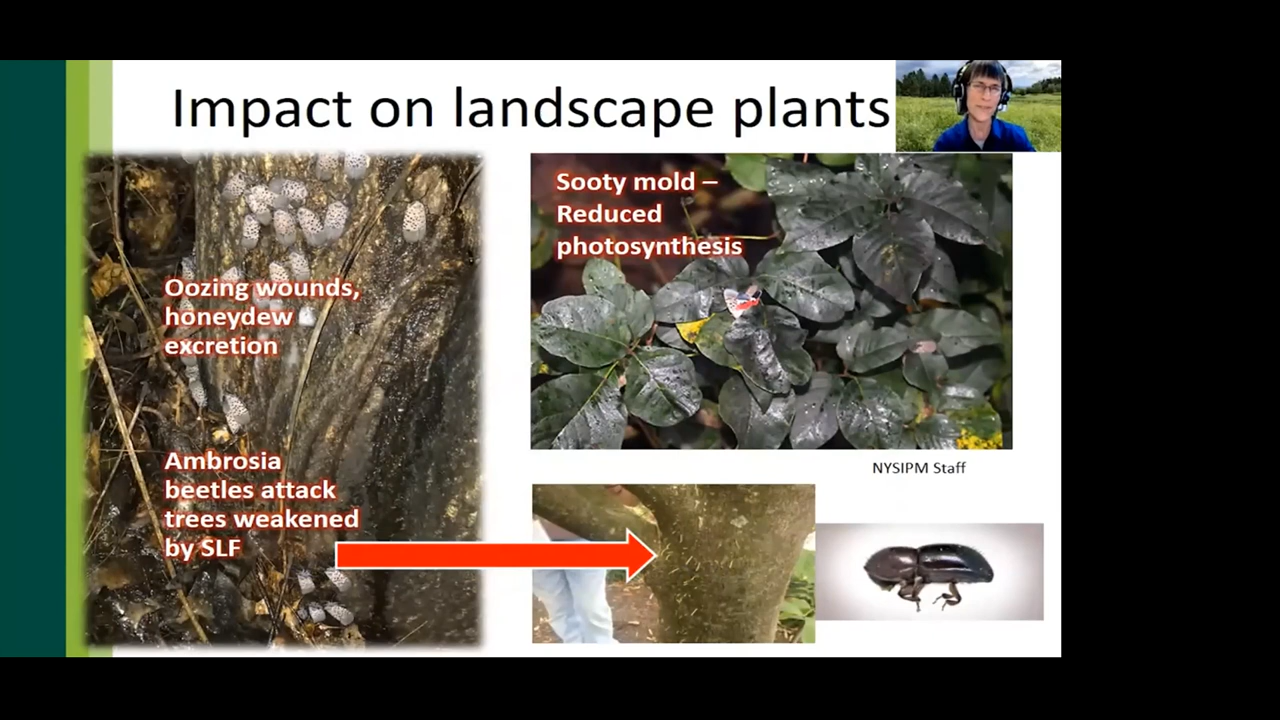 Impact on landscape plants
Oozing wounds,
honeydew
excretion
Ambrosia
beetles attack
trees weakened
by SLF
Sooty mold –
Reduced
photosynthesis
NYSIPM Staff